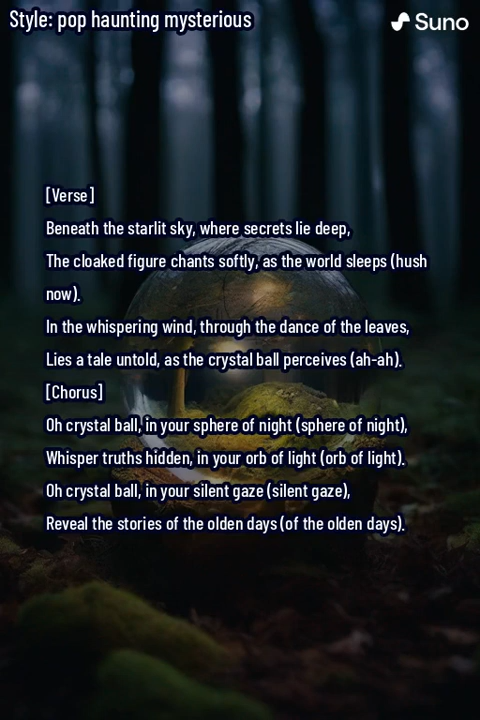 Style: pop haunting mysterious
Suno
[Verse]
Beneath the starlit sky, where secrets lie deep,
The cloaked figure chants softly, as the world sleeps (hush
now).
In the whispering wind, through the dance of the leaves,
Lies a tale untold, as the crystal ball perceives (ah-ah).
[Chorus]
Oh crystal ball, in your sphere of night (sphere of night),
Whisper truths hidden, in your orb of light (orb of light).
Oh crystal ball, in your silent gaze (silent gaze),
Reveal the stories of the olden days (of the olden days).